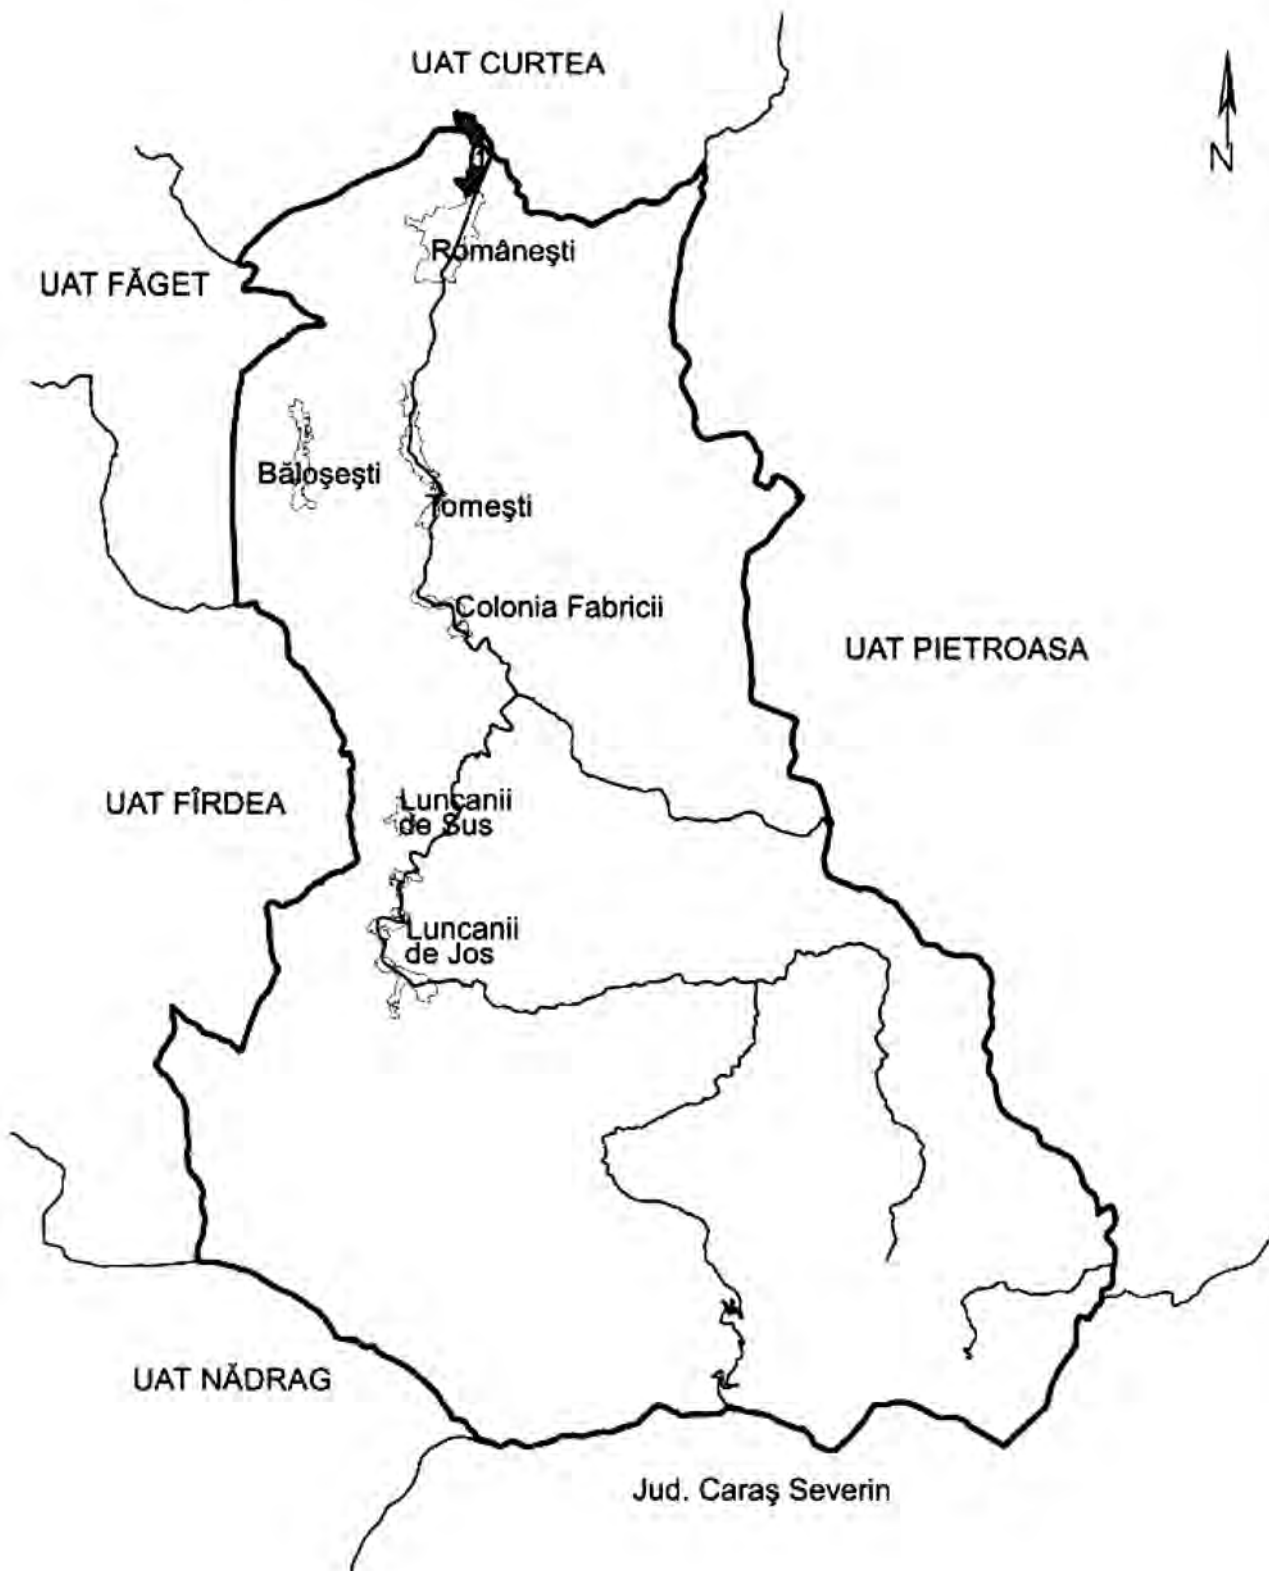 UAT CURTEA
N
1
Româneşti
UAT FĂGET
Băloşeşti
Tomeşti
Colonia Fabricii
UAT PIETROASA
UAT FÎRDEA
Luncanii
de Sus
Luncanii
de Jos
UAT NĂDRAG
Jud. Caraş Severin